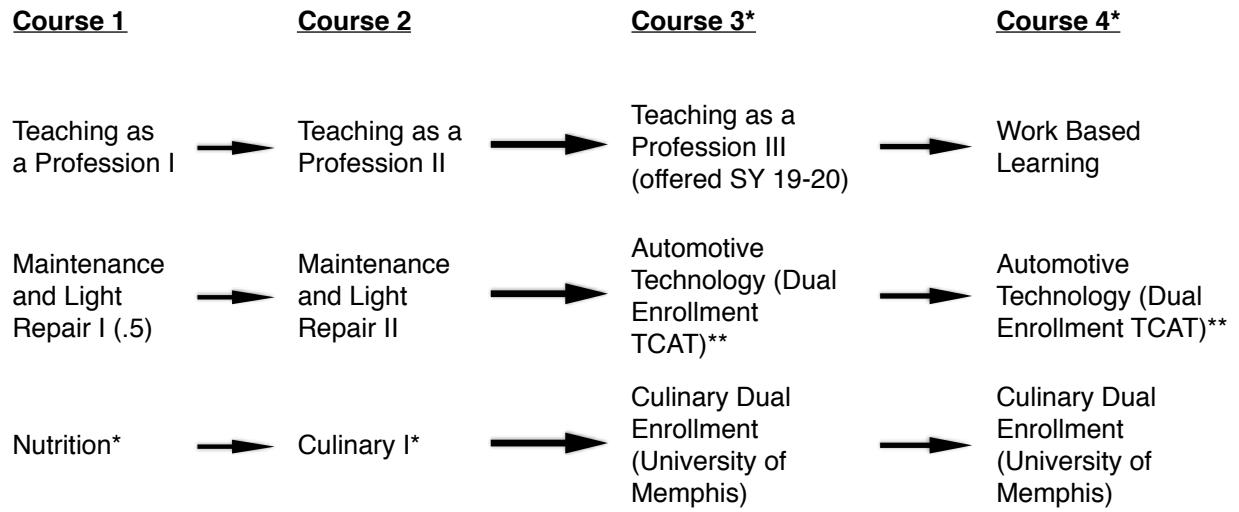 Course 1
Course 2
Course 3*
Course 4*
Teaching as
a Profession I
Teaching as a
Profession II
Teaching as a
Profession III
(offered SY 19-20)
Work Based
Learning
Maintenance
and Light
Repair I (.5)
Maintenance
and Light
Repair II
Automotive
Technology (Dual
Enrollment
TCAT)**
Automotive
Technology (Dual
Enrollment TCAT)**
Nutrition*
Culinary I*
Culinary Dual
Enrollment
(University of
Memphis)
Culinary Dual
Enrollment
(University of
Memphis)